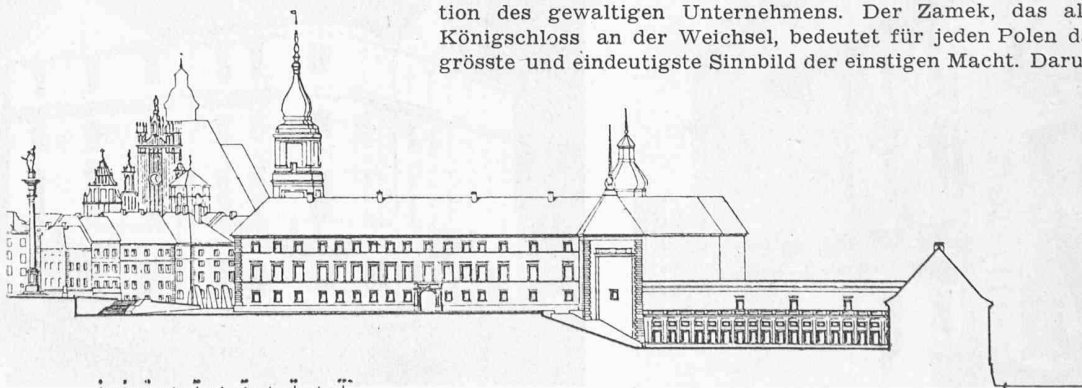 tion des gewaltigen Unternehmens. Der Zamek, das al
Königschloss an der Weichsel, bedeutet für jeden Polen d
grösste und eindeutigste Sinnbild der einstigen Macht. Daru